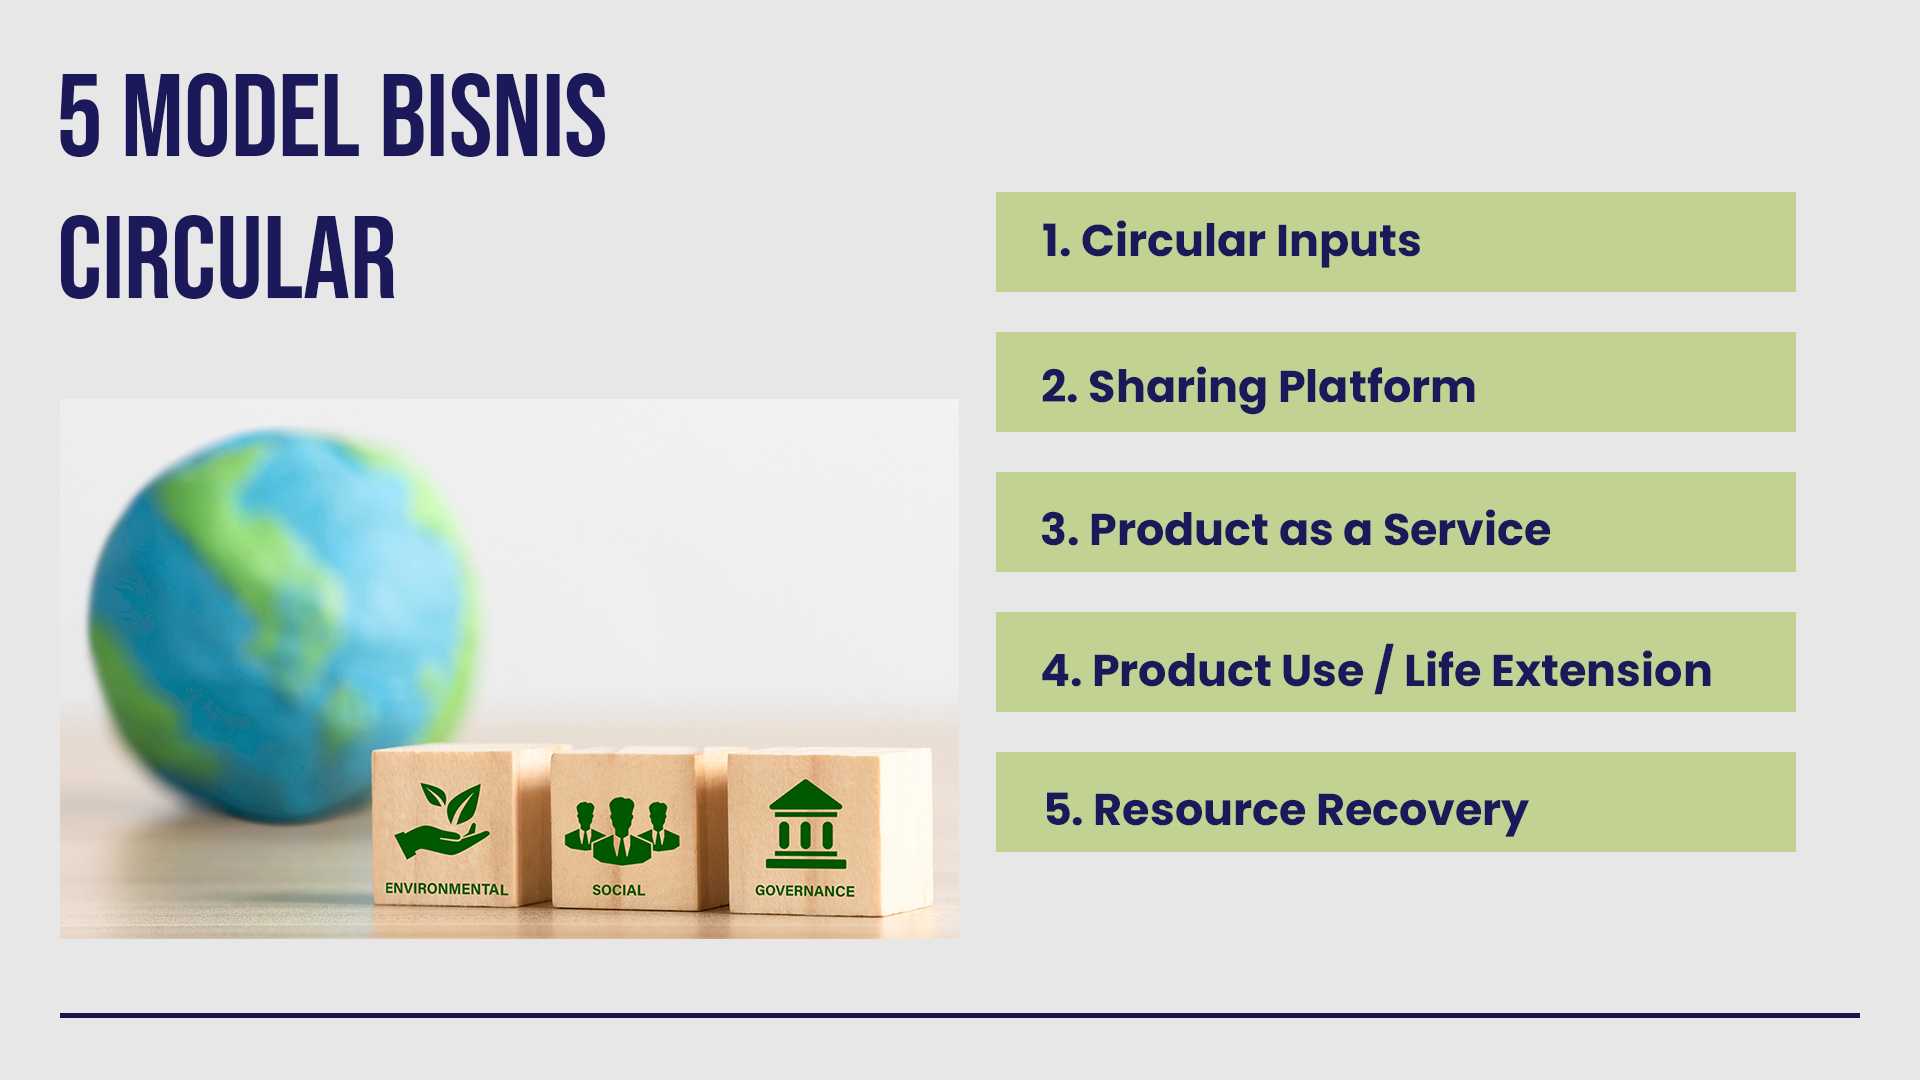 5 MODEL BISNIS
CIRCULAR
1. Circular Inputs
2. Sharing Platform
3. Product as a Service
4. Product Use / Life Extension
5. Resource Recovery
ENVIRONMENTAL
SOCIAL
GOVERNANCE